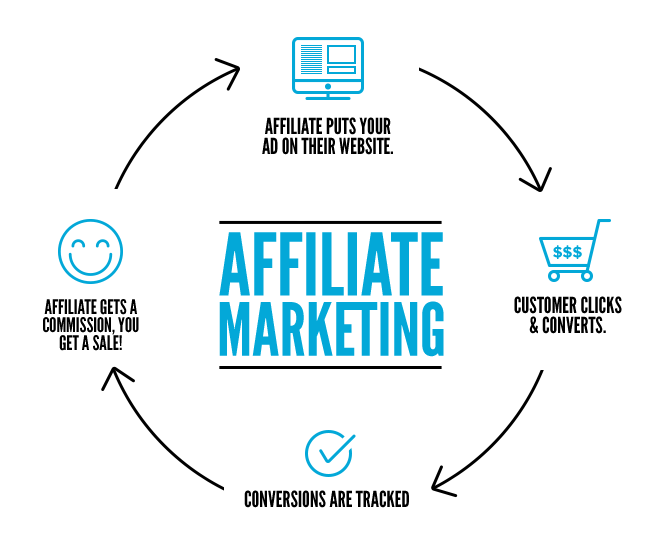 AFFILIATE PUTS YOUR
AD ON THEIR WEBSITE.
$$$
CUSTOMER CLICKS
& CONVERTS.
CONVERSIONS ARE TRACKED
AFFILIATE GETS A
COMMISSION, YOU
GET A SALE!
AFFILIATE
MARKETING